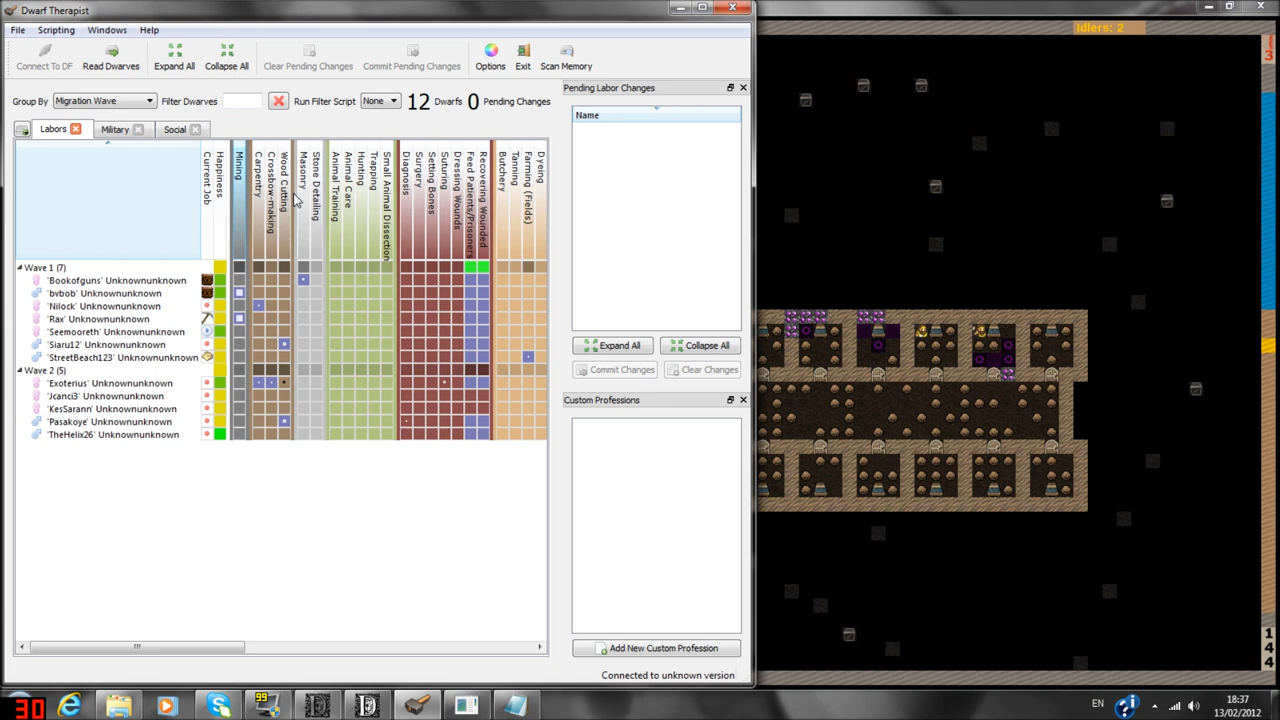 Dwarf Therapist
File Scripting Windows Help
Idlers: 2
Connect To DF Read Dwarves Expand All Collapse All Clear Pending Changes Commit Pending Changes Options Exit Scan Memory
Group By Migration Wave Filter Dwarves Run Filter Script None 12 Dwarfs 0 Pending Changes
Pending Labor Changes
Name
Labors Military Social
Current Job
Happiness
Mining
Carpentry
Crossbow-making
Wood Cutting
Masonry
Stone Detailing
Animal Training
Animal Care
Hunting
Trapping
Small Animal Dissection
Diagnosis
Surgery
Setting Bones
Suturing
Dressing Wounds
Feed Patients/Prisoners
Recovering Wounded
Butchery
Tanning
Farming (Fields)
Dyeing
Wave 1 (7)
'Bookofguns' Unknownunknown
'bvbob' Unknownunknown
'Nilock' Unknownunknown
'Rax' Unknownunknown
'Seemooreth' Unknownunknown
'Siaru12' Unknownunknown
'StreetBeach123' Unknownunknown
Wave 2 (5)
'Exoterius' Unknownunknown
'Jcanci3' Unknownunknown
'KesSarann' Unknownunknown
'Pasakoye' Unknownunknown
'TheHelix26' Unknownunknown
Expand All Collapse All
Commit Changes Clear Changes
Custom Professions
Add New Custom Profession
Connected to unknown version
3
1
4
4
30
99
EN
18:37
13/02/2012